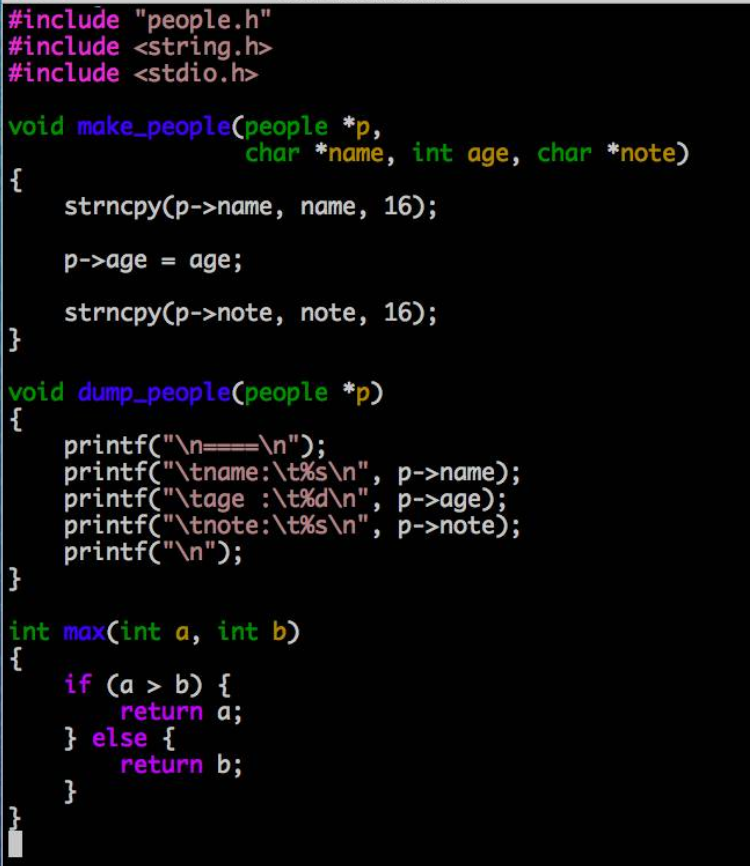 #include "people.h"
#include <string.h>
#include <stdio.h>
void make_people(people *p,
                 char *name, int age, char *note)
{
    strncpy(p->name, name, 16);
    p->age = age;
    strncpy(p->note, note, 16);
}
void dump_people(people *p)
{
    printf("\n====\n");
    printf("\tname:\t%s\n", p->name);
    printf("\tage :\t%d\n", p->age);
    printf("\tnote:\t%s\n", p->note);
    printf("\n");
}
int max(int a, int b)
{
    if (a > b) {
        return a;
    } else {
        return b;
    }
}